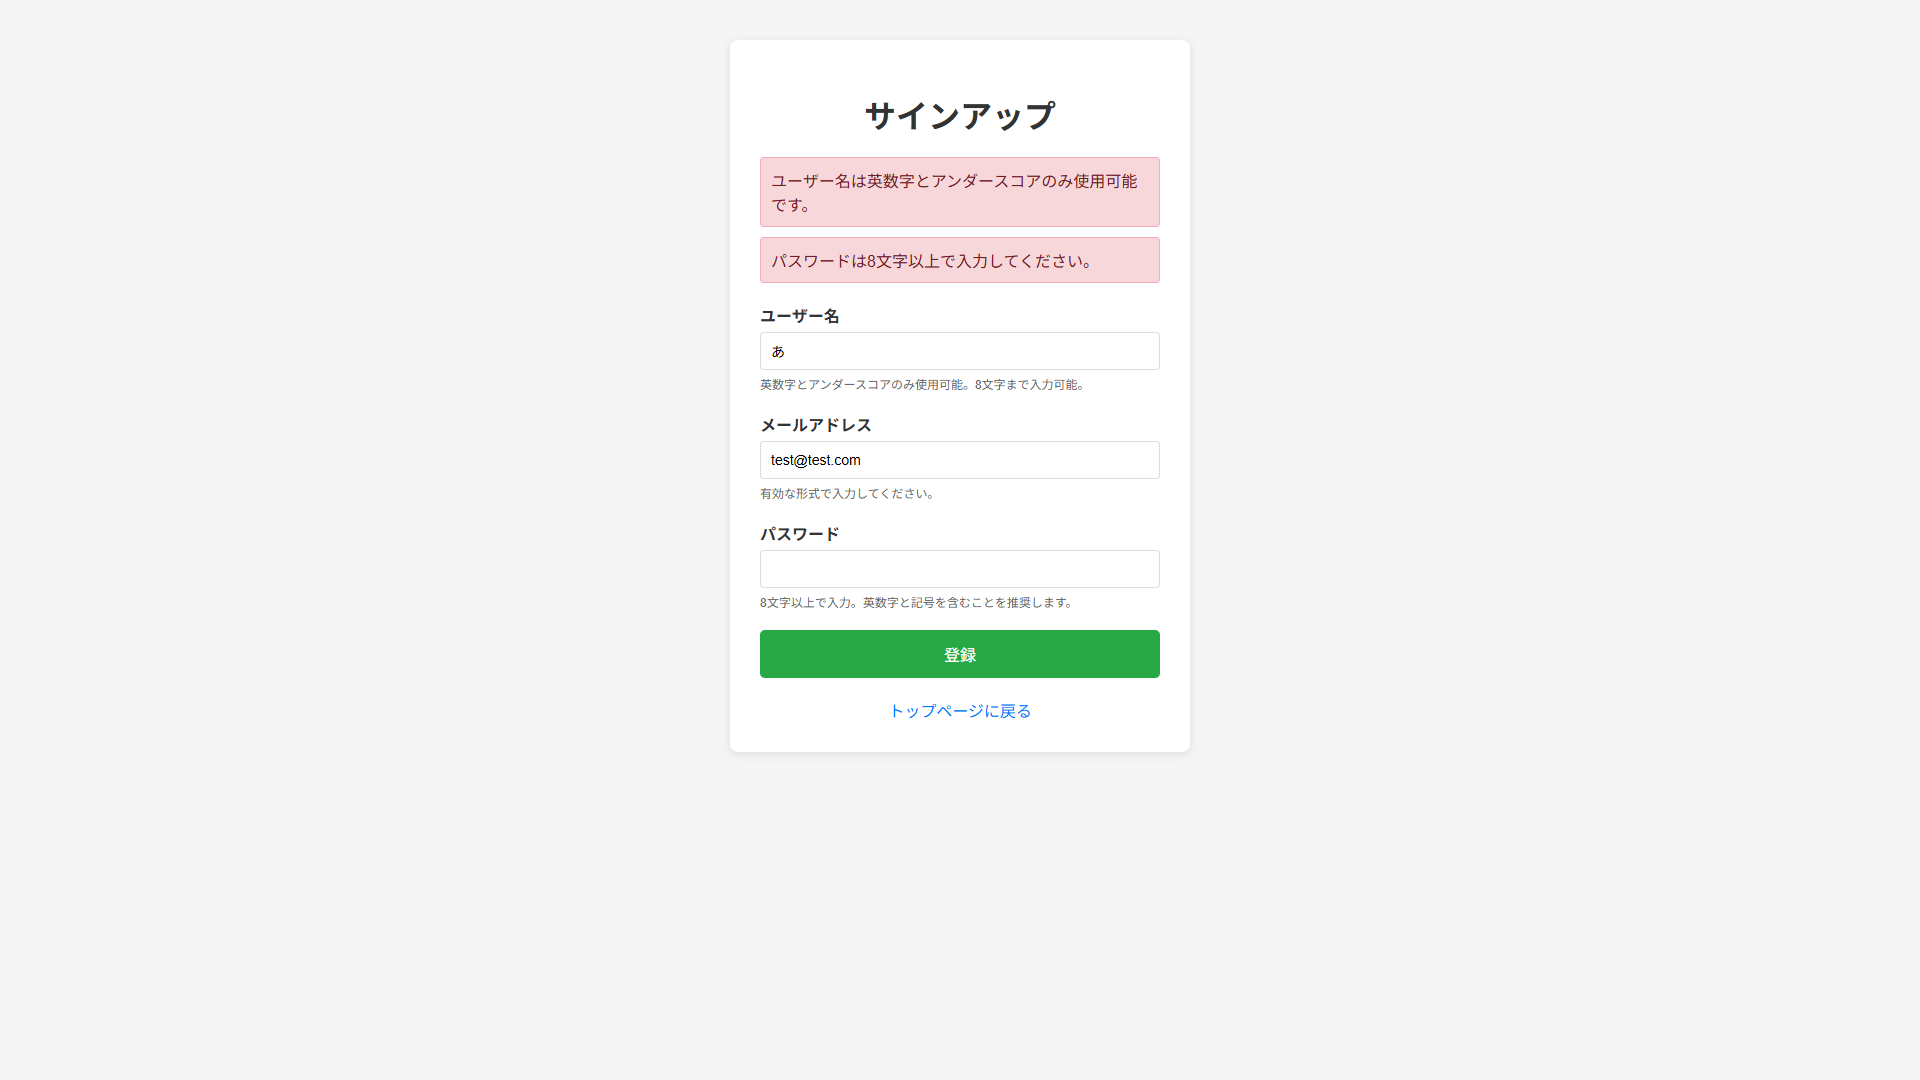 サインアップ
ユーザー名は英数字とアンダースコアのみ使用可能
です。
パスワードは8文字以上で入力してください。
ユーザー名
あ
英数字とアンダースコアのみ使用可能。8文字まで入力可能。
メールアドレス
test@test.com
有効な形式で入力してください。
パスワード
8文字以上で入力。英数字と記号を含むことを推奨します。
登録
トップページに戻る